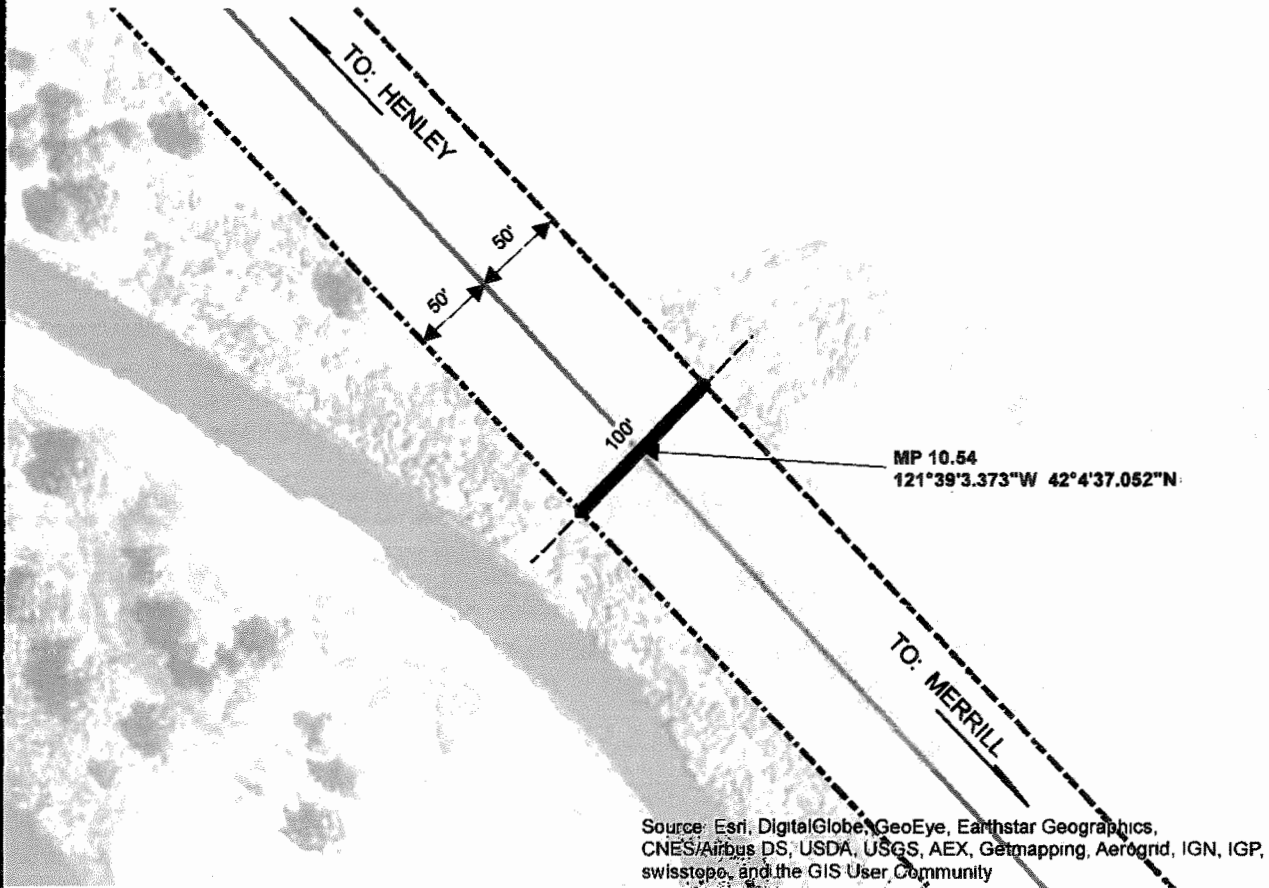 TO: HENLEY
50'
50'
100'
MP 10.54
121°39'3.373"W 42°4'37.052"N
TO: MERRILL
Source: Esri, DigitalGlobe, GeoEye, Earthstar Geographics,
CNES/Airbus DS, USDA, USGS, AEX, Getmapping, Aerogrid, IGN, IGP,
swisstopo, and the GIS User Community